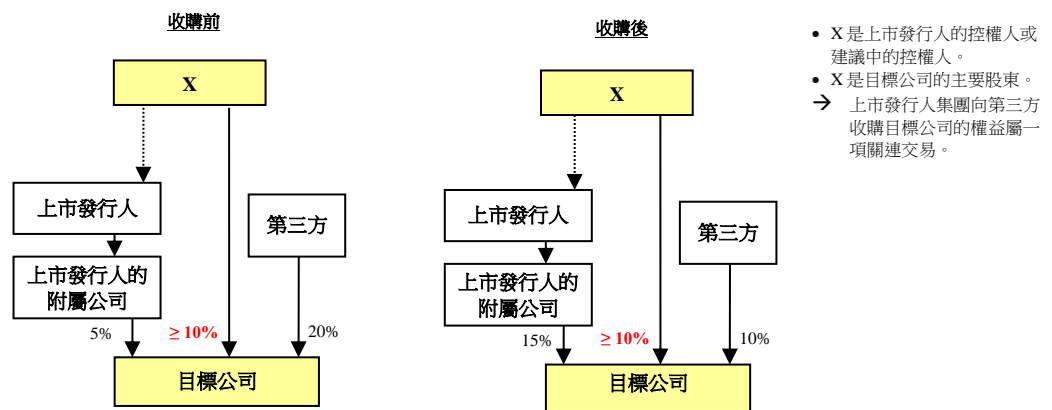 收購前
X
上市發行人
上市發行人的
附屬公司
第三方
5%
≥ 10%
20%
目標公司
收購後
X
上市發行人
上市發行人的
附屬公司
第三方
15%
≥ 10%
10%
目標公司
• X 是上市發行人的控權人或
建議中的控權人。
• X 是目標公司的主要股東。
→ 上市發行人集團向第三方
收購目標公司的權益屬一
項關連交易。